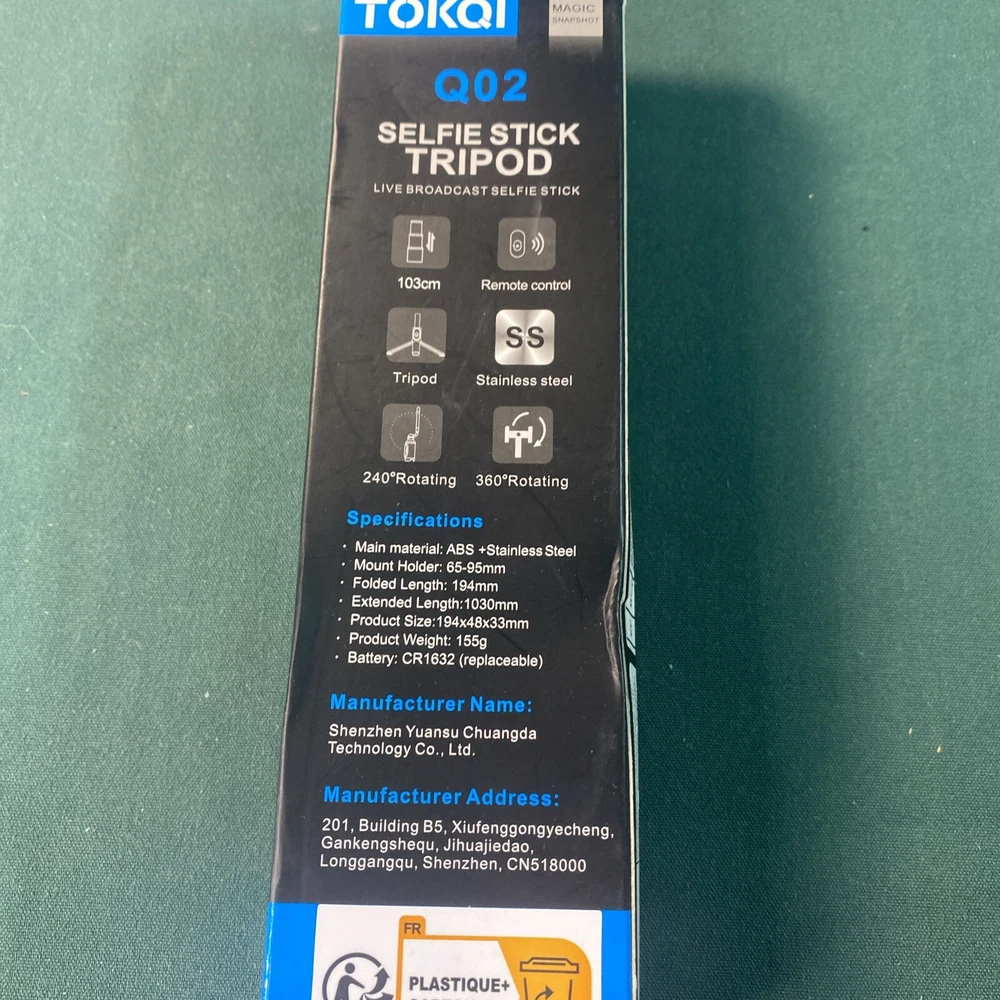 TOKQI
MAGIC
SNAPSHOT
Q02
SELFIE STICK
TRIPOD
LIVE BROADCAST SELFIE STICK
103cm
Remote control
SS
Tripod
Stainless steel
240°Rotating
360°Rotating
Specifications
· Main material: ABS +Stainless Steel
· Mount Holder: 65-95mm
· Folded Length: 194mm
· Extended Length:1030mm
· Product Size:194x48x33mm
· Product Weight: 155g
· Battery: CR1632 (replaceable)
Manufacturer Name:
Shenzhen Yuansu Chuangda
Technology Co., Ltd.
Manufacturer Address:
201, Building B5, Xiufenggongyecheng,
Gankengshequ, Jihuajiedao,
Longgangqu, Shenzhen, CN518000
FR
PLASTIQUE+